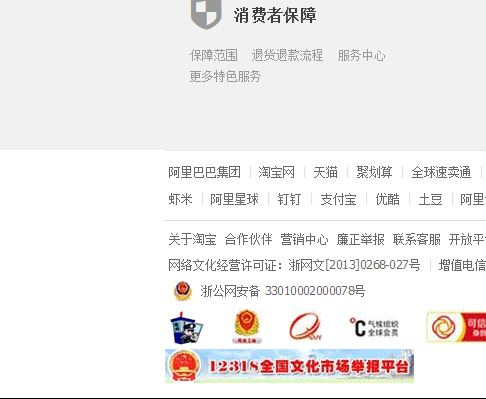 消费者保障
保障范围 退货退款流程 服务中心
更多特色服务
阿里巴巴集团 | 淘宝网 | 天猫 | 聚划算 | 全球速卖通 |
虾米 | 阿里星球 | 钉钉 | 支付宝 | 优酷 | 土豆 | 阿里
关于淘宝 合作伙伴 营销中心 廉正举报 联系客服 开放平
网络文化经营许可证：浙网文[2013]0268-027号 | 增值电信
浙公网安备 33010002000078号
℃ 气候组织
全球会员
可信
身份
12318全国文化市场举报平台